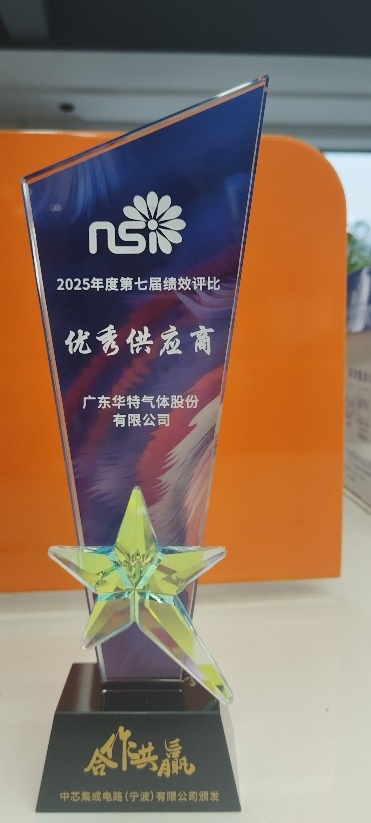 nsi
2025年度第七届绩效评比
优秀供应商
广东华特气体股份
有限公司
合作共赢
中芯集成电路(宁波)有限公司颁发